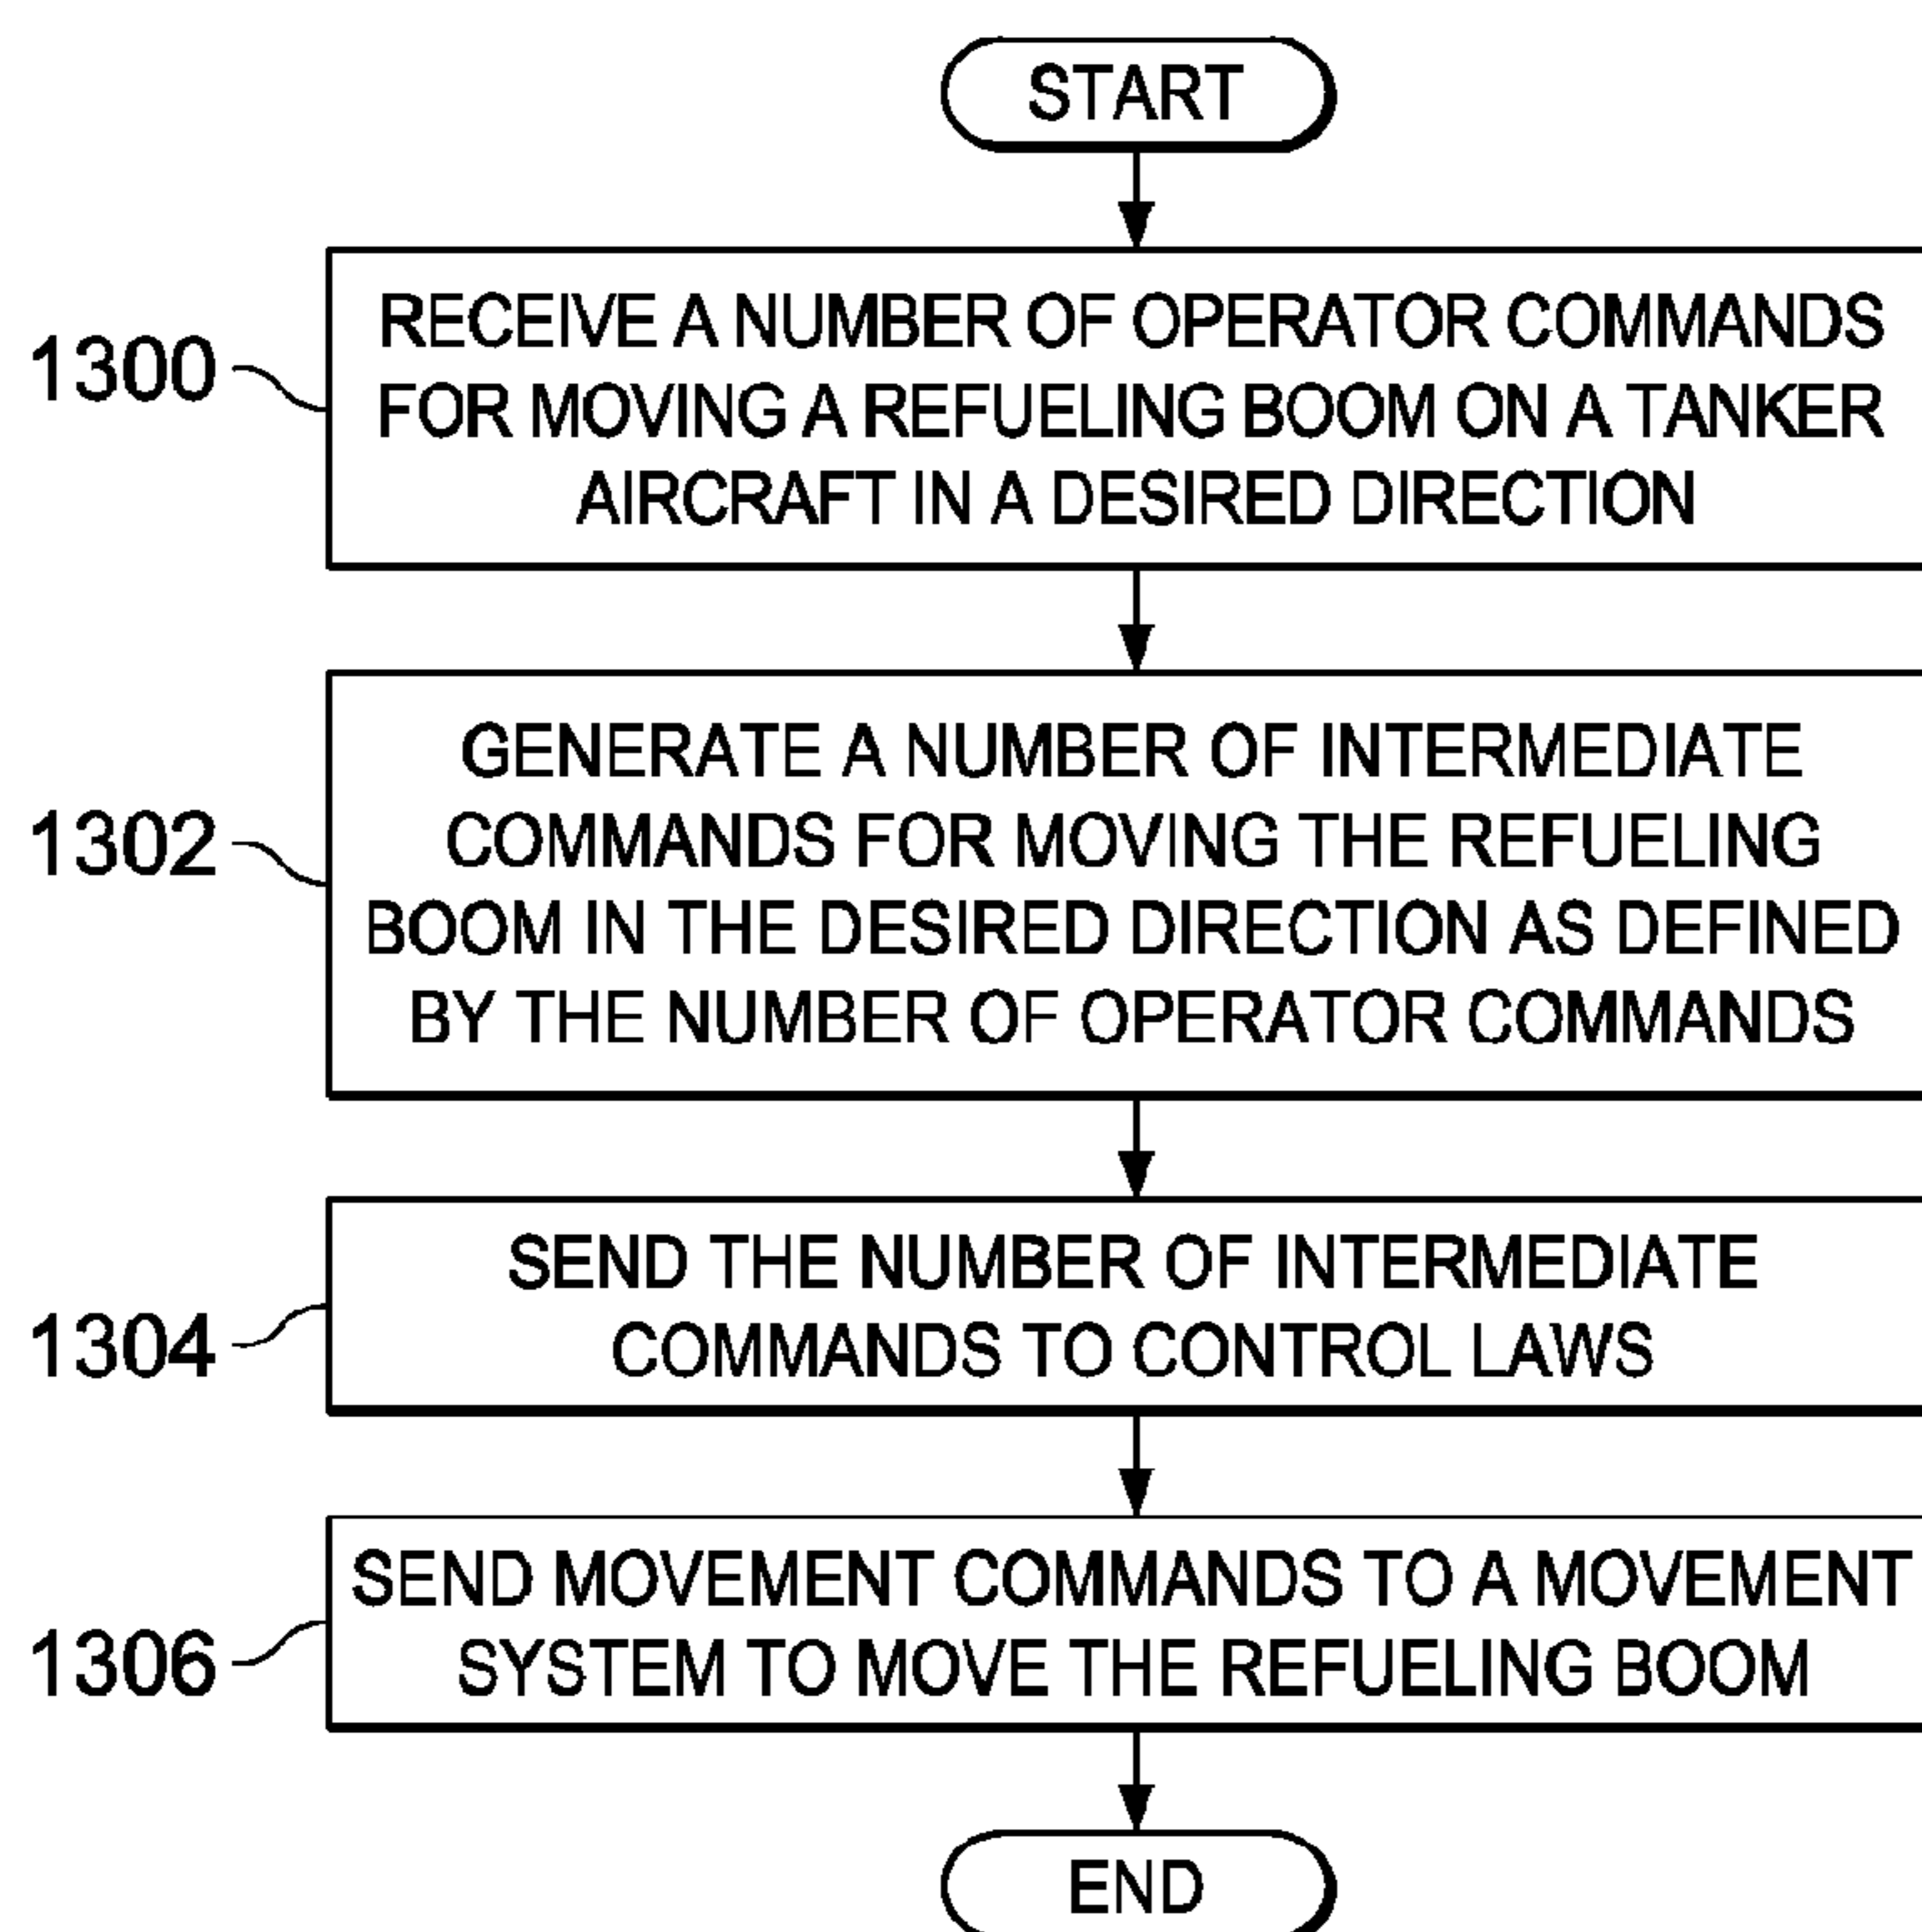 START
1300
RECEIVE A NUMBER OF OPERATOR COMMANDS
FOR MOVING A REFUELING BOOM ON A TANKER
AIRCRAFT IN A DESIRED DIRECTION
1302
GENERATE A NUMBER OF INTERMEDIATE
COMMANDS FOR MOVING THE REFUELING
BOOM IN THE DESIRED DIRECTION AS DEFINED
BY THE NUMBER OF OPERATOR COMMANDS
1304
SEND THE NUMBER OF INTERMEDIATE
COMMANDS TO CONTROL LAWS
1306
SEND MOVEMENT COMMANDS TO A MOVEMENT
SYSTEM TO MOVE THE REFUELING BOOM
END